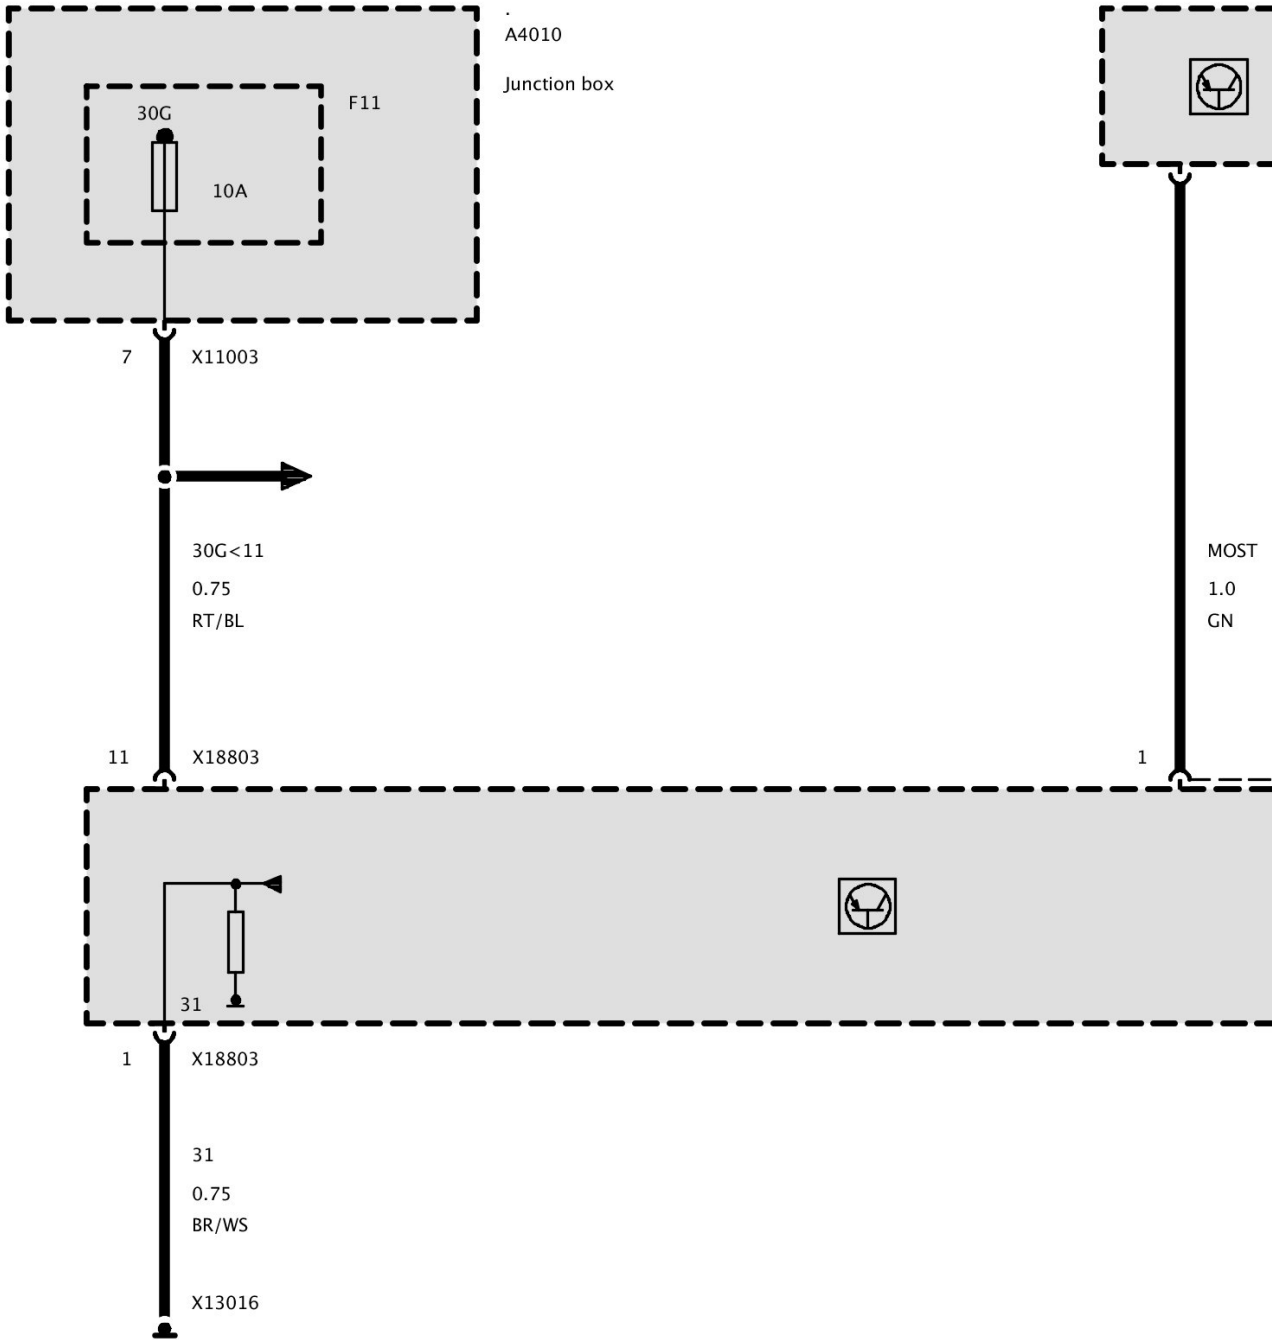 .
A4010
Junction box
F11
30G
10A
7 X11003
30G<11
0.75
RT/BL
MOST
1.0
GN
11 X18803
1
31
1 X18803
31
0.75
BR/WS
X13016